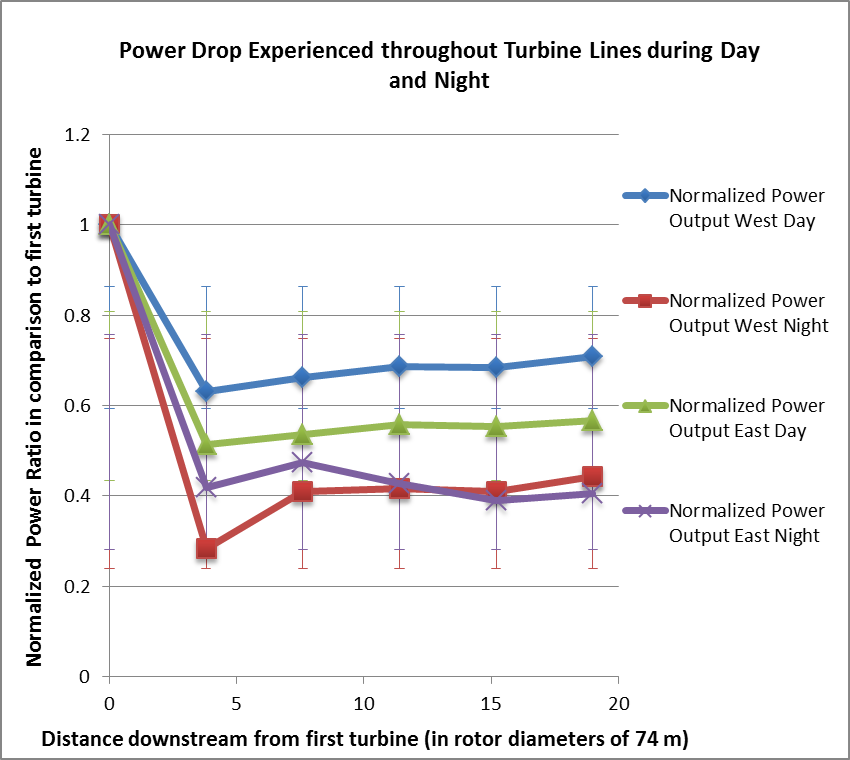 Power Drop Experienced throughout Turbine Lines during Day
and Night
Normalized Power Ratio in comparison to first turbine
1.2
1
0.8
0.6
0.4
0.2
0
0
5
10
15
20
Distance downstream from first turbine (in rotor diameters of 74 m)
Normalized Power
Output West Day
Normalized Power
Output West Night
Normalized Power
Output East Day
Normalized Power
Output East Night